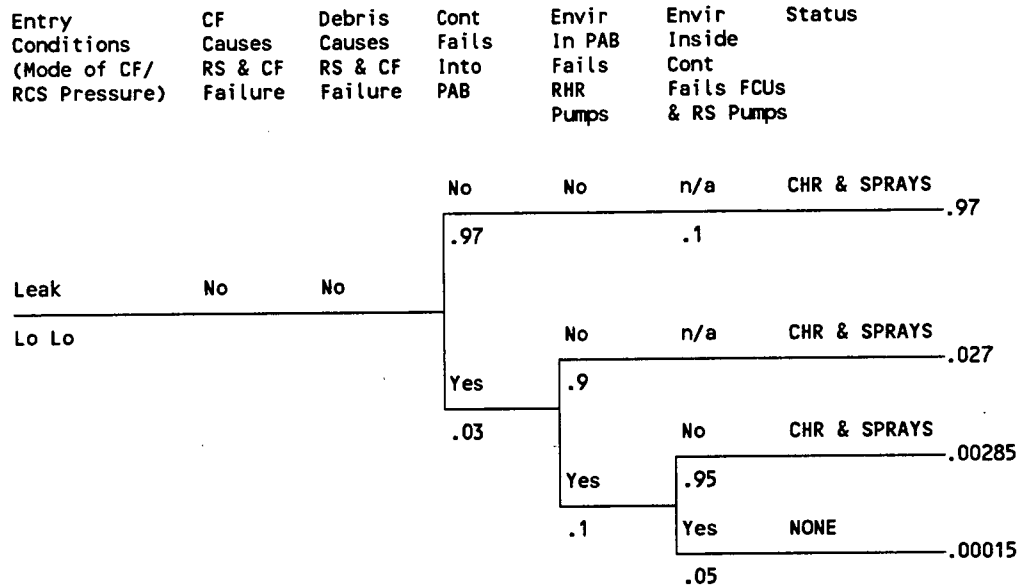 Entry CF Debris Cont Envir Envir Status
Conditions Causes Causes Fails In PAB Inside
(Mode of CF/ RS & CF RS & CF Into Fails Cont
RCS Pressure) Failure Failure PAB RHR Fails FCUs
Pumps & RS Pumps
No No n/a CHR & SPRAYS
.97
.97 .1
Leak No No
Lo Lo
No n/a CHR & SPRAYS
.027
Yes .9
.03
No CHR & SPRAYS
.00285
Yes .95
.1
Yes NONE
.00015
.05